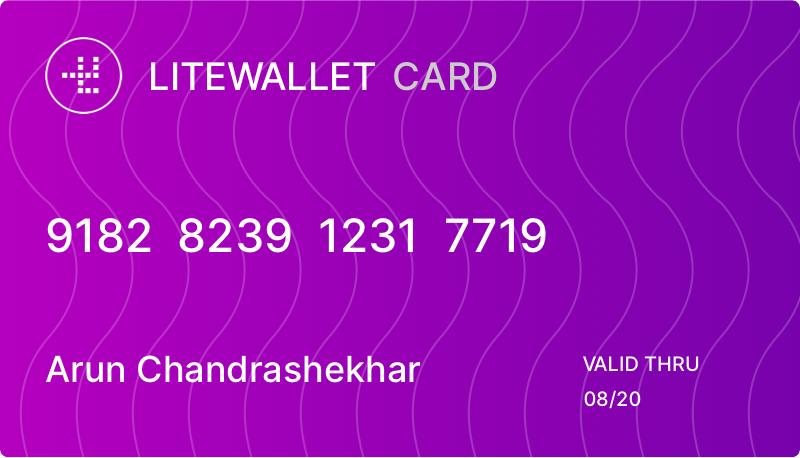 LITEWALLET CARD
9182 8239 1231 7719
Arun Chandrashekhar
VALID THRU
08/20